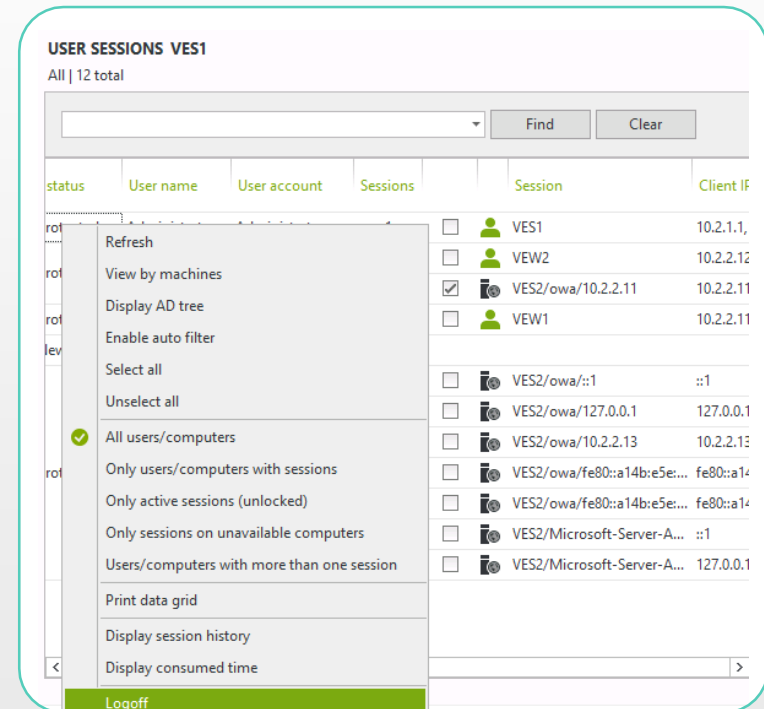 USER SESSIONS VES1
All | 12 total
Find Clear
status User name User account Sessions Session Client IP
VES1 10.2.1.1,
VEW2 10.2.2.12
VES2/owa/10.2.2.11 10.2.2.11
VEW1 10.2.2.11
VES2/owa/::1 ::1
VES2/owa/127.0.0.1 127.0.0.1
VES2/owa/10.2.2.13 10.2.2.13
VES2/owa/fe80::a14b:e5e:... fe80::a14
VES2/owa/fe80::a14b:e5e:... fe80::a14
VES2/Microsoft-Server-A... ::1
VES2/Microsoft-Server-A... 127.0.0.1
Refresh
View by machines
Display AD tree
Enable auto filter
Select all
Unselect all
All users/computers
Only users/computers with sessions
Only active sessions (unlocked)
Only sessions on unavailable computers
Users/computers with more than one session
Print data grid
Display session history
Display consumed time
Logoff